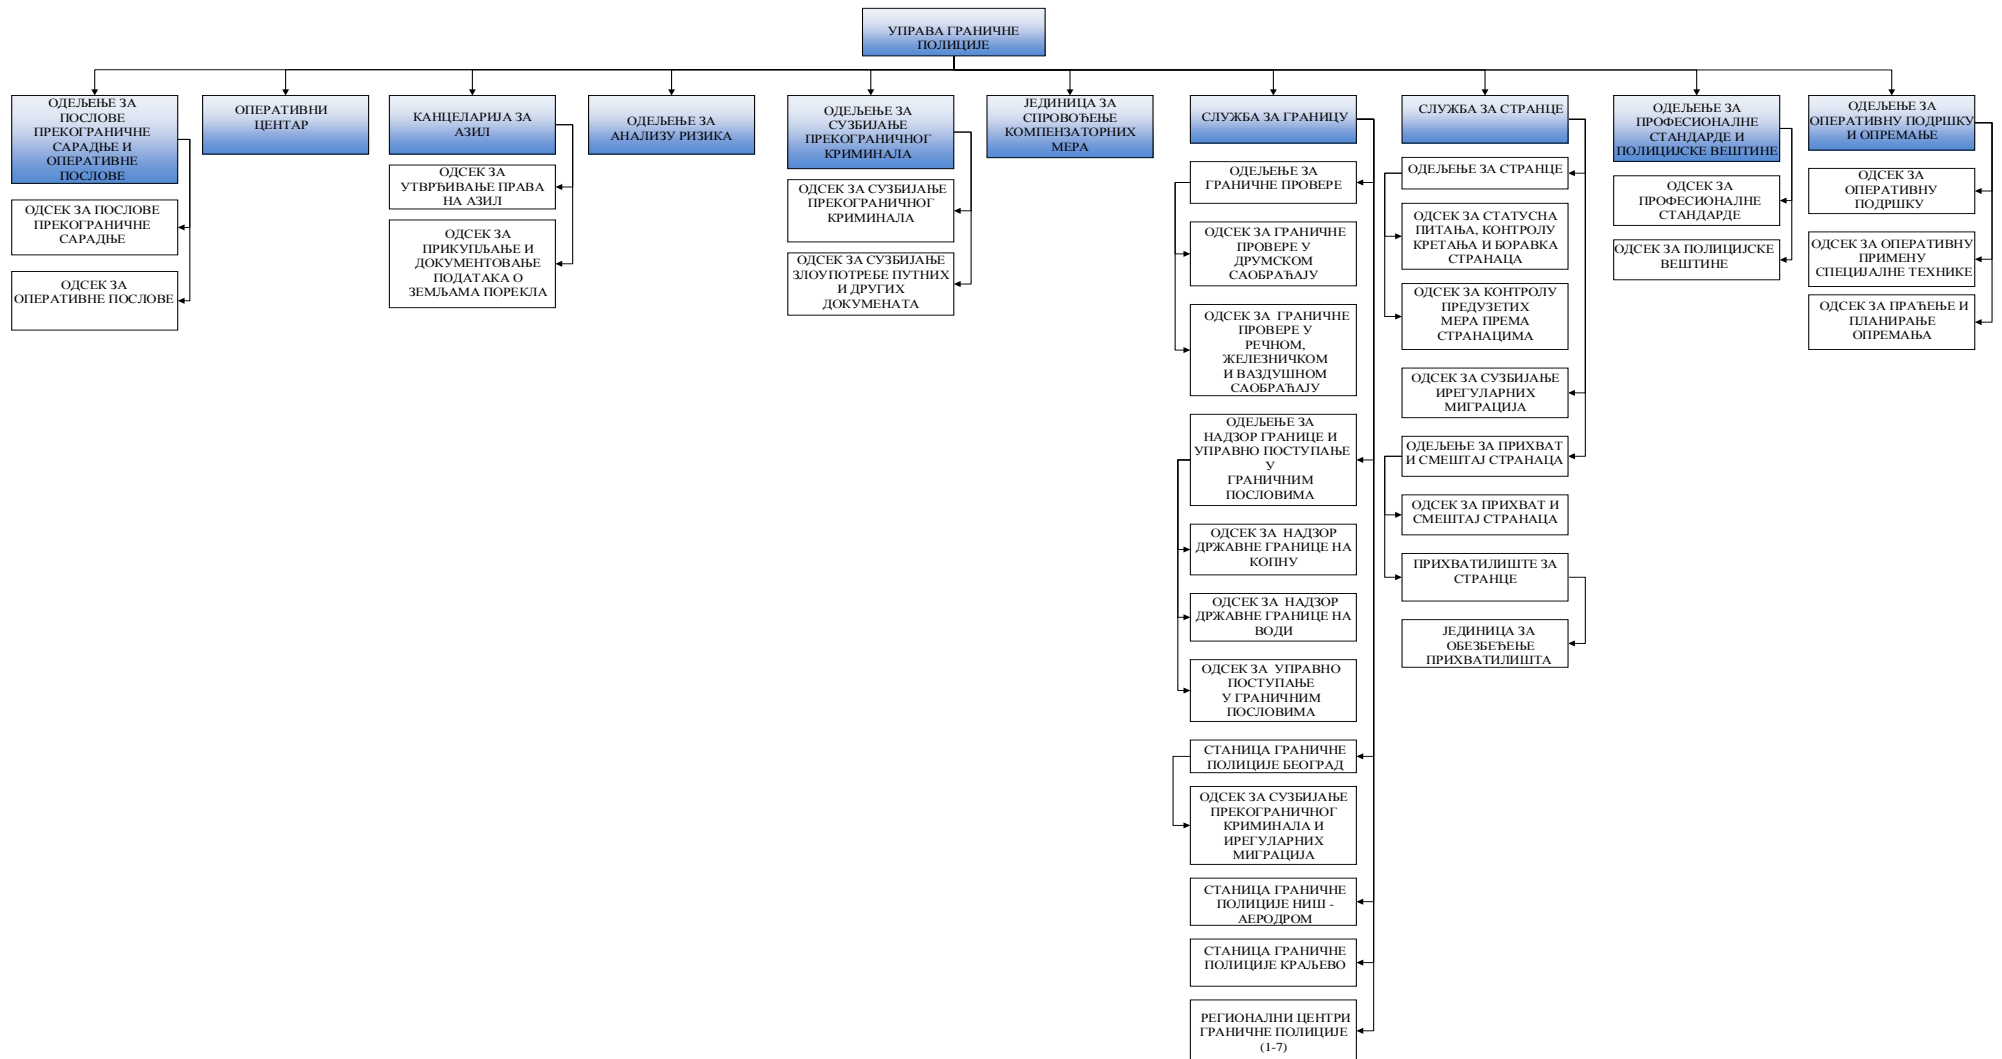 УПРАВА ГРАНИЧНЕ
ПОЛИЦИЈЕ
ОДЕЉЕЊЕ ЗА
ПОСЛОВЕ
ПРЕКОГРАНИЧНЕ
САРАДЊЕ И
ОПЕРАТИВНЕ
ПОСЛОВЕ
ОДСЕК ЗА ПОСЛОВЕ
ПРЕКОГРАНИЧНЕ
САРАДЊЕ
ОДСЕК ЗА
ОПЕРАТИВНЕ ПОСЛОВЕ
ОПЕРАТИВНИ
ЦЕНТАР
КАНЦЕЛАРИЈА ЗА
АЗИЛ
ОДСЕК ЗА
УТВРЂИВАЊЕ ПРАВА
НА АЗИЛ
ОДСЕК ЗА
ПРИКУПЉАЊЕ И
ДОКУМЕНТОВАЊЕ
ПОДАТАКА О
ЗЕМЉАМА ПОРЕКЛА
ОДЕЉЕЊЕ ЗА
АНАЛИЗУ РИЗИКА
ОДЕЉЕЊЕ ЗА
СУЗБИЈАЊЕ
ПРЕКОГРАНИЧНОГ
КРИМИНАЛА
ОДСЕК ЗА СУЗБИЈАЊЕ
ПРЕКОГРАНИЧНОГ
КРИМИНАЛА
ОДСЕК ЗА СУЗБИЈАЊЕ
ЗЛОУПОТРЕБЕ ПУТНИХ
И ДРУГИХ
ДОКУМЕНАТА
ЈЕДИНИЦА ЗА
СПРОВОЂЕЊЕ
КОМПЕНЗАТОРНИХ
МЕРА
СЛУЖБА ЗА ГРАНИЦУ
ОДЕЉЕЊЕ ЗА
ГРАНИЧНЕ ПРОВЕРЕ
ОДСЕК ЗА ГРАНИЧНЕ
ПРОВЕРЕ У
ДРУМСКОМ
САОБРАЋАЈУ
ОДСЕК ЗА ГРАНИЧНЕ
ПРОВЕРЕ У
РЕЧНОМ,
ЖЕЛЕЗНИЧКОМ
И ВАЗДУШНОМ
САОБРАЋАЈУ
ОДЕЉЕЊЕ ЗА
НАДЗОР ГРАНИЦЕ И
УПРАВНО ПОСТУПАЊЕ
У
ГРАНИЧНИМ
ПОСЛОВИМА
ОДСЕК ЗА НАДЗОР
ДРЖАВНЕ ГРАНИЦЕ НА
КОПНУ
ОДСЕК ЗА НАДЗОР
ДРЖАВНЕ ГРАНИЦЕ НА
ВОДИ
ОДСЕК ЗА УПРАВНО
ПОСТУПАЊЕ
У ГРАНИЧНИМ
ПОСЛОВИМА
СТАНИЦА ГРАНИЧНЕ
ПОЛИЦИЈЕ БЕОГРАД
ОДСЕК ЗА СУЗБИЈАЊЕ
ПРЕКОГРАНИЧНОГ
КРИМИНАЛА И
ИРЕГУЛАРНИХ
МИГРАЦИЈА
СТАНИЦА ГРАНИЧНЕ
ПОЛИЦИЈЕ НИШ -
АЕРОДРОМ
СТАНИЦА ГРАНИЧНЕ
ПОЛИЦИЈЕ КРАЉЕВО
РЕГИОНАЛНИ ЦЕНТРИ
ГРАНИЧНЕ ПОЛИЦИЈЕ
(1-7)
СЛУЖБА ЗА СТРАНЦЕ
ОДЕЉЕЊЕ ЗА СТРАНЦЕ
ОДСЕК ЗА СТАТУСНА
ПИТАЊА, КОНТРОЛУ
КРЕТАЊА И БОРАВКА
СТРАНАЦА
ОДСЕК ЗА КОНТРОЛУ
ПРЕДУЗЕТИХ
МЕРА ПРЕМА
СТРАНАЦИМА
ОДСЕК ЗА СУЗБИЈАЊЕ
ИРЕГУЛАРНИХ
МИГРАЦИЈА
ОДЕЉЕЊЕ ЗА ПРИХВАТ
И СМЕШТАЈ СТРАНАЦА
ОДСЕК ЗА ПРИХВАТ И
СМЕШТАЈ СТРАНАЦА
ПРИХВАТИЛИШТЕ ЗА
СТРАНЦЕ
ЈЕДИНИЦА ЗА
ОБЕЗБЕЂЕЊЕ
ПРИХВАТИЛИШТА
ОДЕЉЕЊЕ ЗА
ПРОФЕСИОНАЛНЕ
СТАНДАРДЕ И
ПОЛИЦИЈСКЕ ВЕШТИНЕ
ОДСЕК ЗА
ПРОФЕСИОНАЛНЕ
СТАНДАРДЕ
ОДСЕК ЗА ПОЛИЦИЈСКЕ
ВЕШТИНЕ
ОДЕЉЕЊЕ ЗА
ОПЕРАТИВНУ ПОДРШКУ
И ОПРЕМАЊЕ
ОДСЕК ЗА
ОПЕРАТИВНУ
ПОДРШКУ
ОДСЕК ЗА ОПЕРАТИВНУ
ПРИМЕНУ
СПЕЦИЈАЛНЕ ТЕХНИКЕ
ОДСЕК ЗА ПРАЋЕЊЕ И
ПЛАНИРАЊЕ
ОПРЕМАЊА